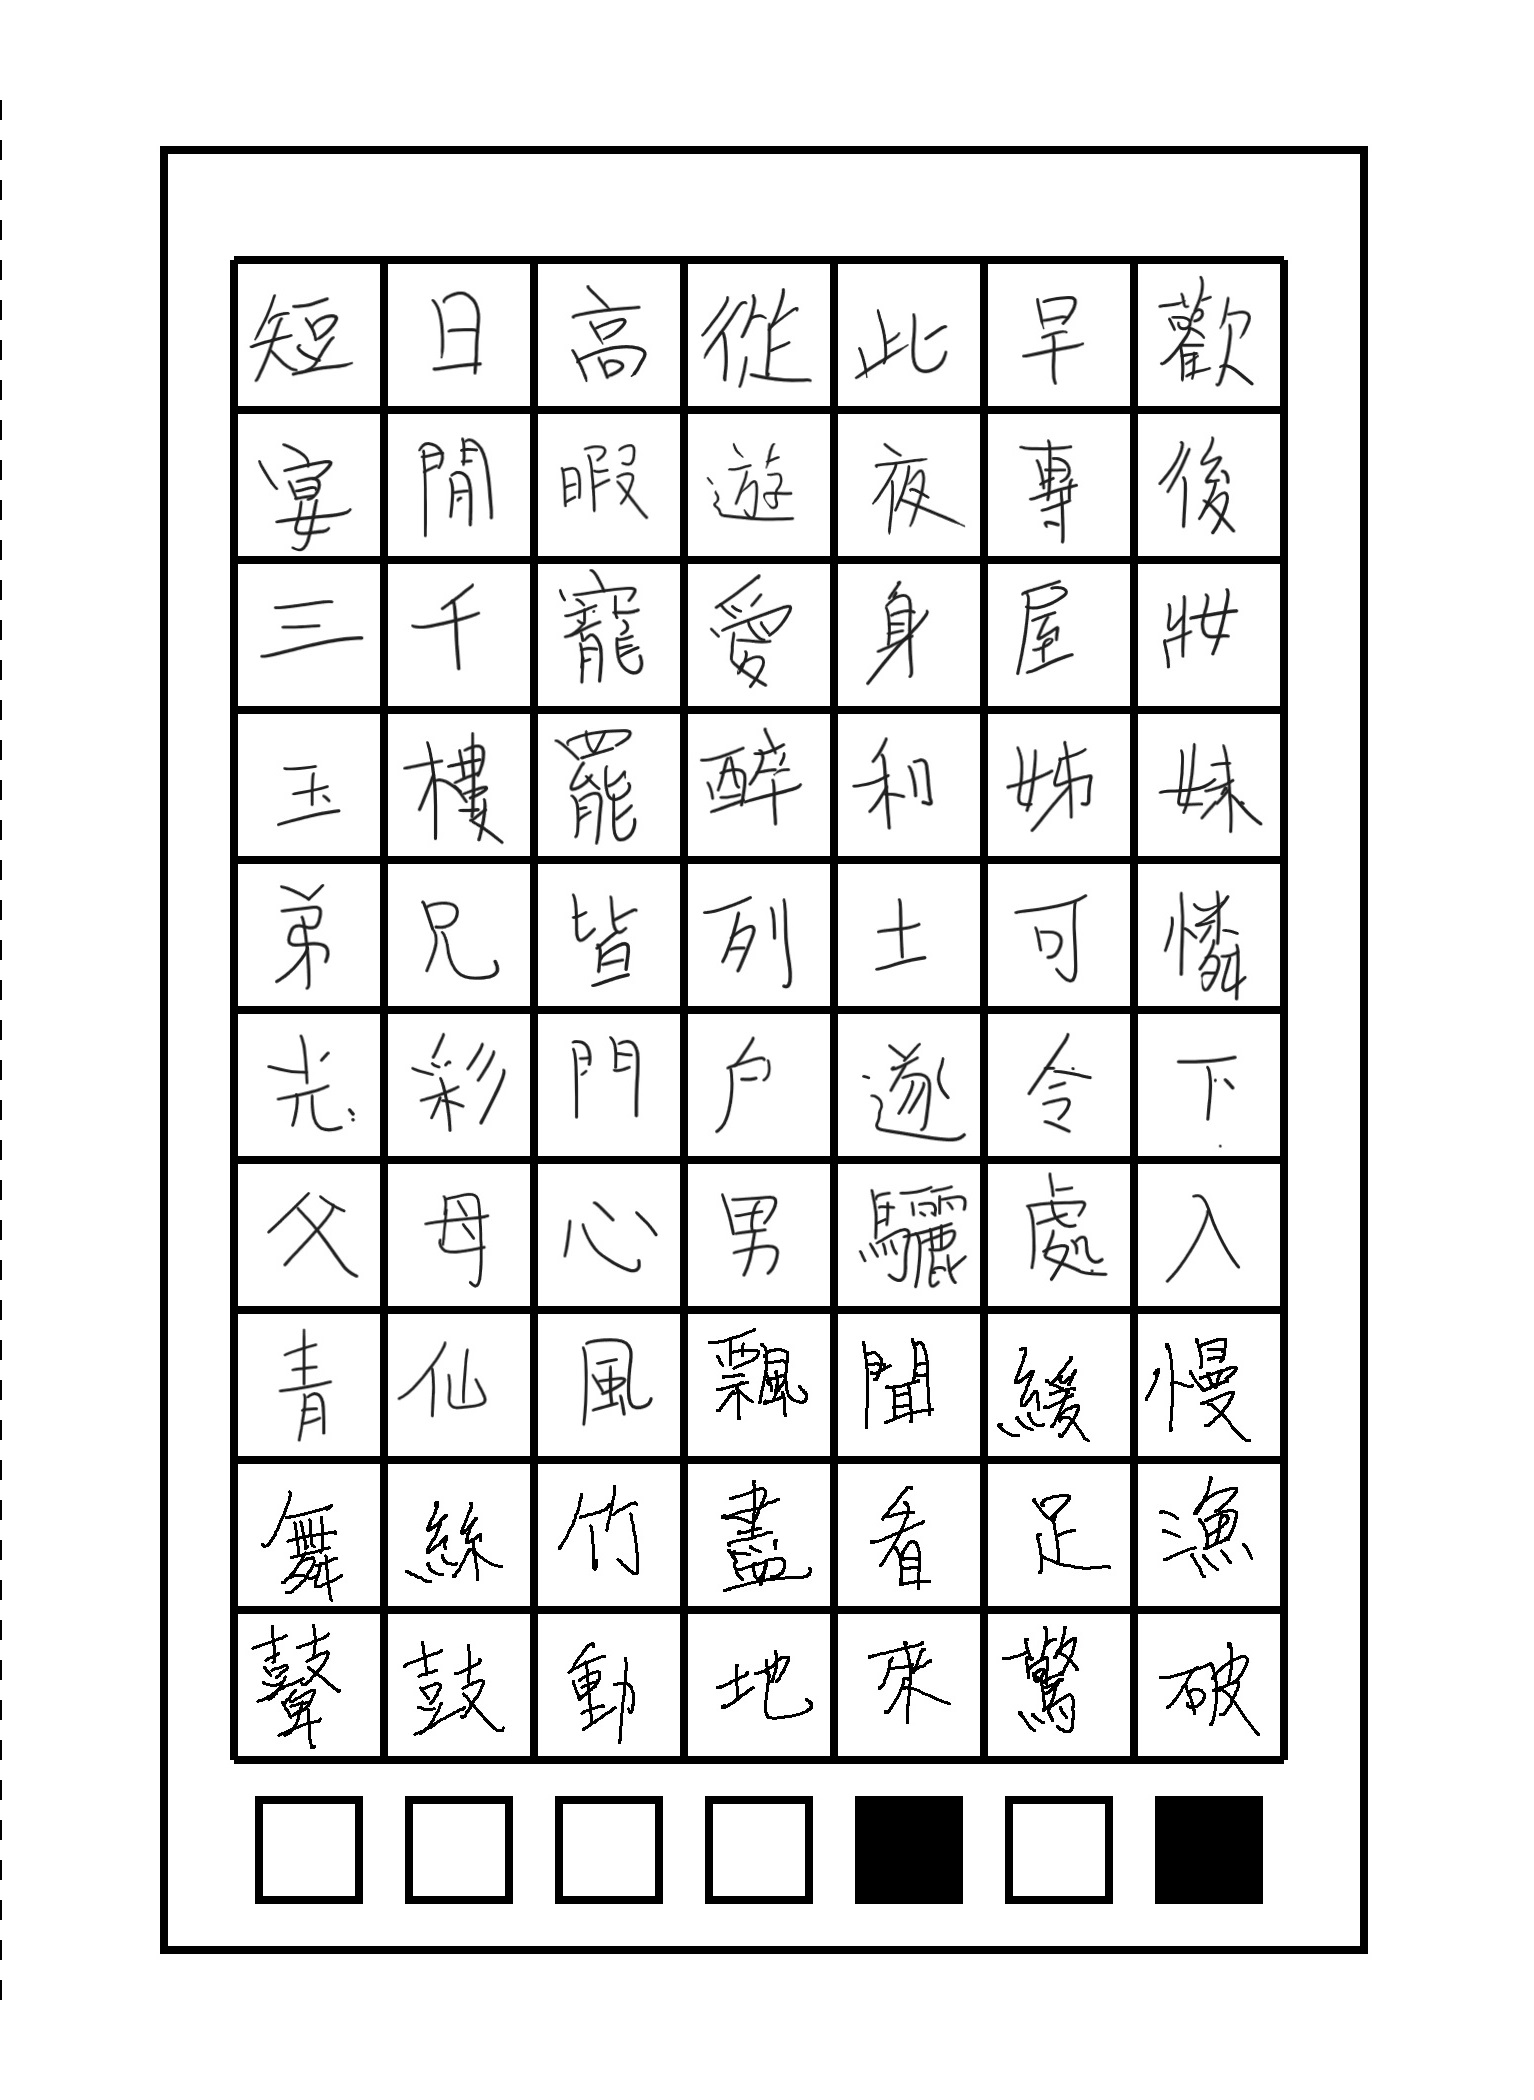 短日高從此早歡
宴閒暇遊夜專後
三千寵愛身屋妝
玉樓罷醉和姊妹
弟兄皆列土可憐
光彩門户遂令下
父母心男驪處入
青仙風飄聞緩慢
舞絲竹盡看足漁
鼙鼓動地來驚破